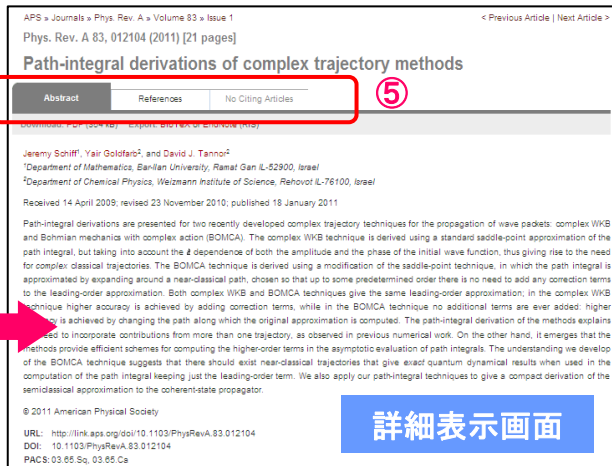 APS » Journals » Phys. Rev. A » Volume 83 » Issue 1
< Previous Article | Next Article >
Phys. Rev. A 83, 012104 (2011) [21 pages]
Path-integral derivations of complex trajectory methods
Abstract References No Citing Articles
⑤
Download: PDF (304 kB) Export: BibTeX or EndNote (RIS)
Jeremy Schiff¹, Yair Goldfarb², and David J. Tannor²
¹Department of Mathematics, Bar-Ilan University, Ramat Gan IL-52900, Israel
²Department of Chemical Physics, Weizmann Institute of Science, Rehovot IL-76100, Israel
Received 14 April 2009; revised 23 November 2010; published 18 January 2011
Path-integral derivations are presented for two recently developed complex trajectory techniques for the propagation of wave packets: complex WKB
and Bohmian mechanics with complex action (BOMCA). The complex WKB technique is derived using a standard saddle-point approximation of the
path integral, but taking into account the ℏ dependence of both the amplitude and the phase of the initial wave function, thus giving rise to the need
for complex classical trajectories. The BOMCA technique is derived using a modification of the saddle-point technique, in which the path integral is
approximated by expanding around a near-classical path, chosen so that up to some predetermined order there is no need to add any correction terms
to the leading-order approximation. Both complex WKB and BOMCA techniques give the same leading-order approximation; in the complex WKB
technique higher accuracy is achieved by adding correction terms, while in the BOMCA technique no additional terms are ever added: higher
is achieved by changing the path along which the original approximation is computed. The path-integral derivation of the methods explains
to incorporate contributions from more than one trajectory, as observed in previous numerical work. On the other hand, it emerges that the
methods provide efficient schemes for computing the higher-order terms in the asymptotic evaluation of path integrals. The understanding we develop
of the BOMCA technique suggests that there should exist near-classical trajectories that give exact quantum dynamical results when used in the
computation of the path integral keeping just the leading-order term. We also apply our path-integral techniques to give a compact derivation of the
semiclassical approximation to the coherent-state propagator.
© 2011 American Physical Society
URL: http://link.aps.org/doi/10.1103/PhysRevA.83.012104
DOI: 10.1103/PhysRevA.83.012104
PACS: 03.65.Sq, 03.65.Ca
詳細表示画面